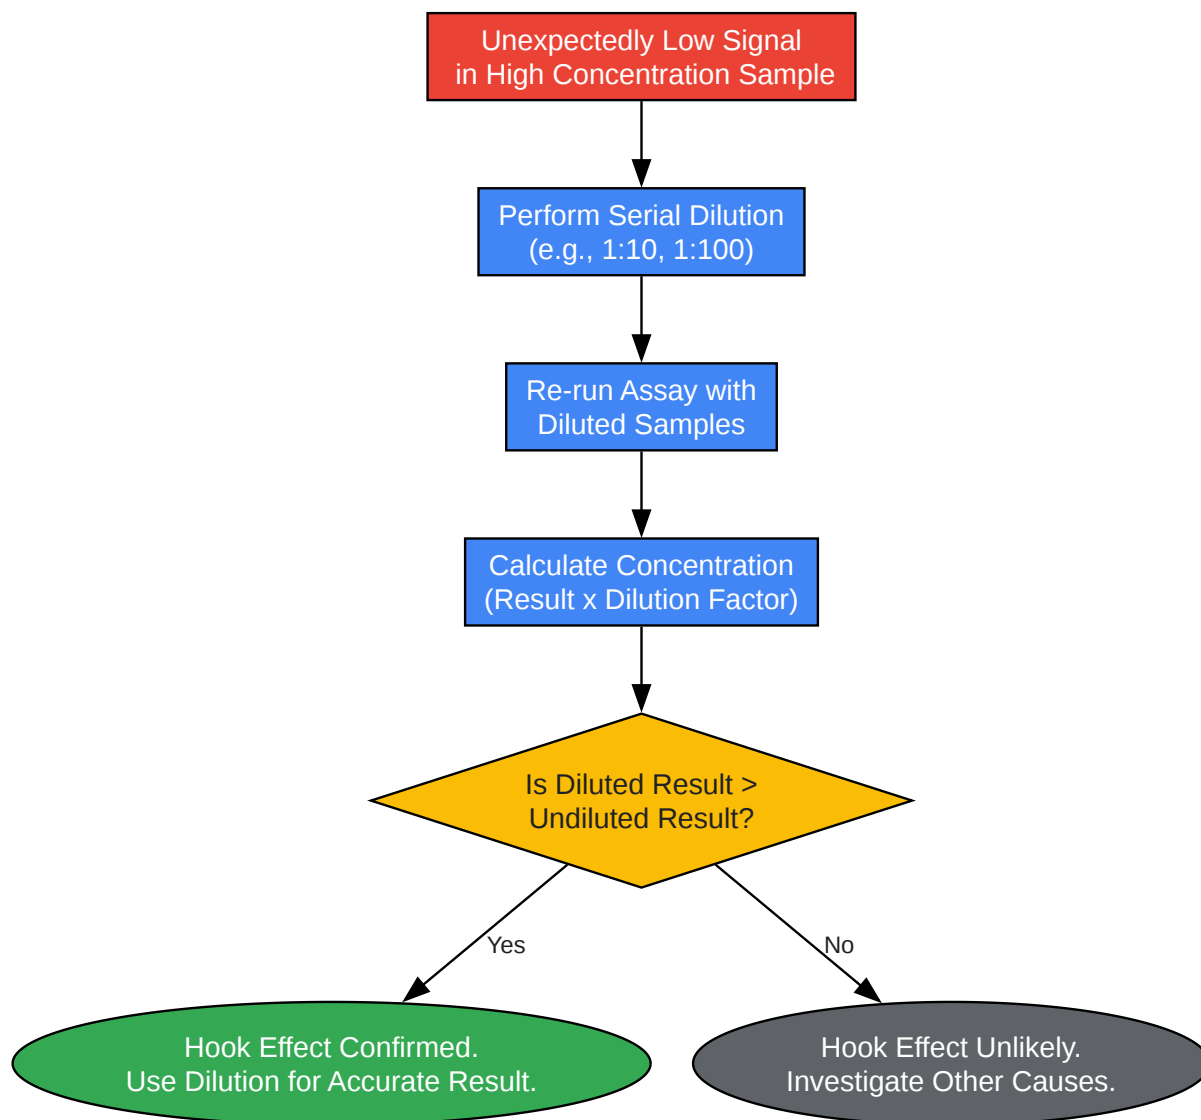 Unexpectedly Low Signal
in High Concentration Sample
Perform Serial Dilution
(e.g., 1:10, 1:100)
Re-run Assay with
Diluted Samples
Calculate Concentration
(Result x Dilution Factor)
Is Diluted Result >
Undiluted Result?
Yes
No
Hook Effect Confirmed.
Use Dilution for Accurate Result.
Hook Effect Unlikely.
Investigate Other Causes.